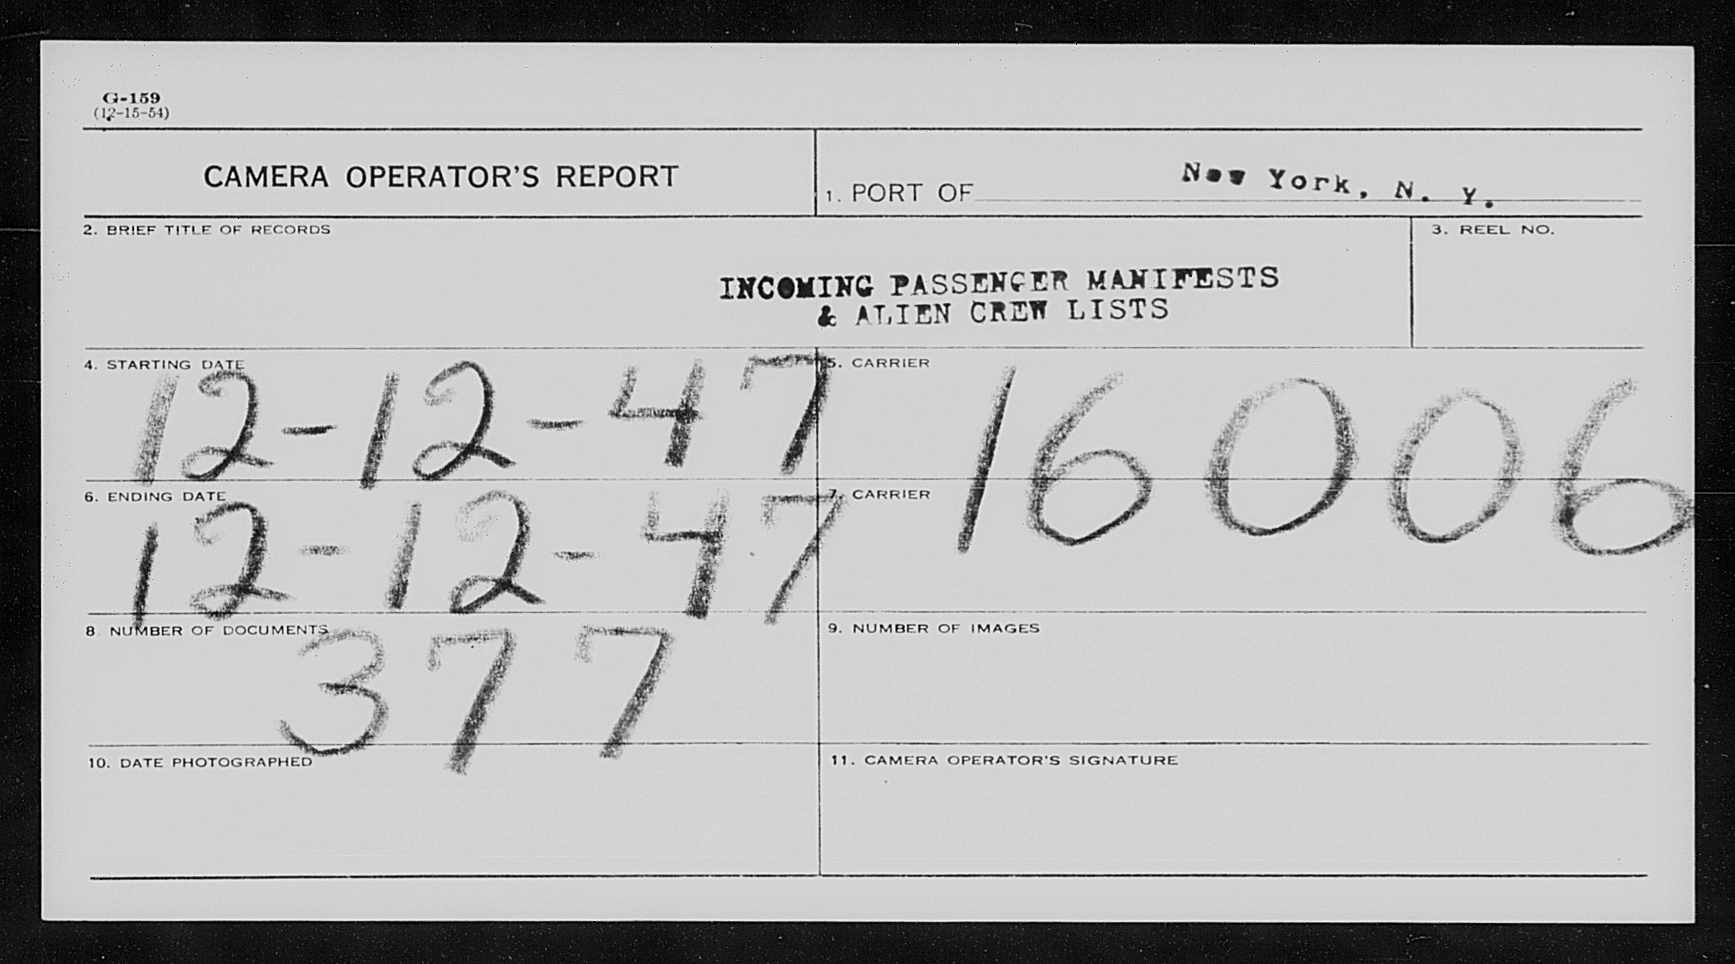 G-159
(12-15-54)
CAMERA OPERATOR'S REPORT
1. PORT OF New York, N. Y.
2. BRIEF TITLE OF RECORDS
3. REEL NO.
INCOMING PASSENGER MANIFESTS
& ALIEN CREW LISTS
4. STARTING DATE
12-12-47
5. CARRIER
16006
6. ENDING DATE
12-12-47
7. CARRIER
8 NUMBER OF DOCUMENTS
377
9. NUMBER OF IMAGES
10. DATE PHOTOGRAPHED
11. CAMERA OPERATOR'S SIGNATURE